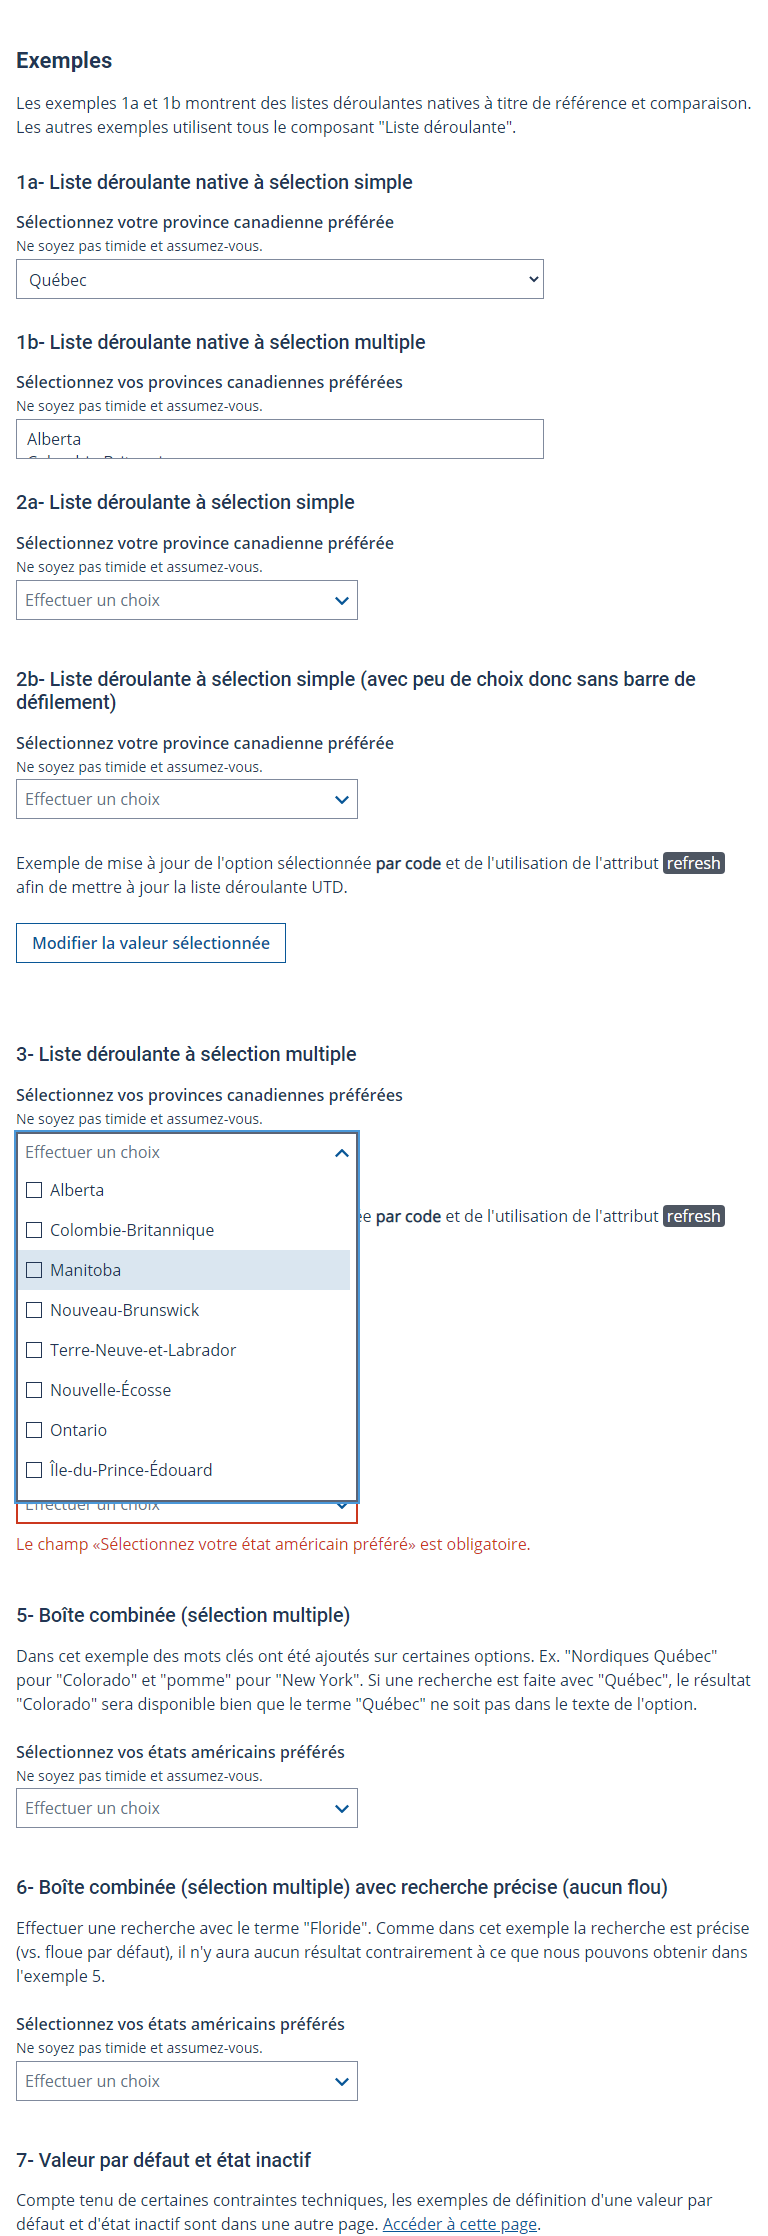 Exemples
Les exemples 1a et 1b montrent des listes déroulantes natives à titre de référence et comparaison.
Les autres exemples utilisent tous le composant "Liste déroulante".
1a- Liste déroulante native à sélection simple
Sélectionnez votre province canadienne préférée
Ne soyez pas timide et assumez-vous.
Québec
1b- Liste déroulante native à sélection multiple
Sélectionnez vos provinces canadiennes préférées
Ne soyez pas timide et assumez-vous.
Alberta
2a- Liste déroulante à sélection simple
Sélectionnez votre province canadienne préférée
Ne soyez pas timide et assumez-vous.
Effectuer un choix
2b- Liste déroulante à sélection simple (avec peu de choix donc sans barre de
défilement)
Sélectionnez votre province canadienne préférée
Ne soyez pas timide et assumez-vous.
Effectuer un choix
Exemple de mise à jour de l'option sélectionnée par code et de l'utilisation de l'attribut refresh
afin de mettre à jour la liste déroulante UTD.
Modifier la valeur sélectionnée
3- Liste déroulante à sélection multiple
Sélectionnez vos provinces canadiennes préférées
Ne soyez pas timide et assumez-vous.
Effectuer un choix
Alberta
par code et de l'utilisation de l'attribut refresh
Colombie-Britannique
Manitoba
Nouveau-Brunswick
Terre-Neuve-et-Labrador
Nouvelle-Écosse
Ontario
Île-du-Prince-Édouard
Effectuer un choix
Le champ «Sélectionnez votre état américain préféré» est obligatoire.
5- Boîte combinée (sélection multiple)
Dans cet exemple des mots clés ont été ajoutés sur certaines options. Ex. "Nordiques Québec"
pour "Colorado" et "pomme" pour "New York". Si une recherche est faite avec "Québec", le résultat
"Colorado" sera disponible bien que le terme "Québec" ne soit pas dans le texte de l'option.
Sélectionnez vos états américains préférés
Ne soyez pas timide et assumez-vous.
Effectuer un choix
6- Boîte combinée (sélection multiple) avec recherche précise (aucun flou)
Effectuer une recherche avec le terme "Floride". Comme dans cet exemple la recherche est précise
(vs. floue par défaut), il n'y aura aucun résultat contrairement à ce que nous pouvons obtenir dans
l'exemple 5.
Sélectionnez vos états américains préférés
Ne soyez pas timide et assumez-vous.
Effectuer un choix
7- Valeur par défaut et état inactif
Compte tenu de certaines contraintes techniques, les exemples de définition d'une valeur par
défaut et d'état inactif sont dans une autre page. Accéder à cette page.